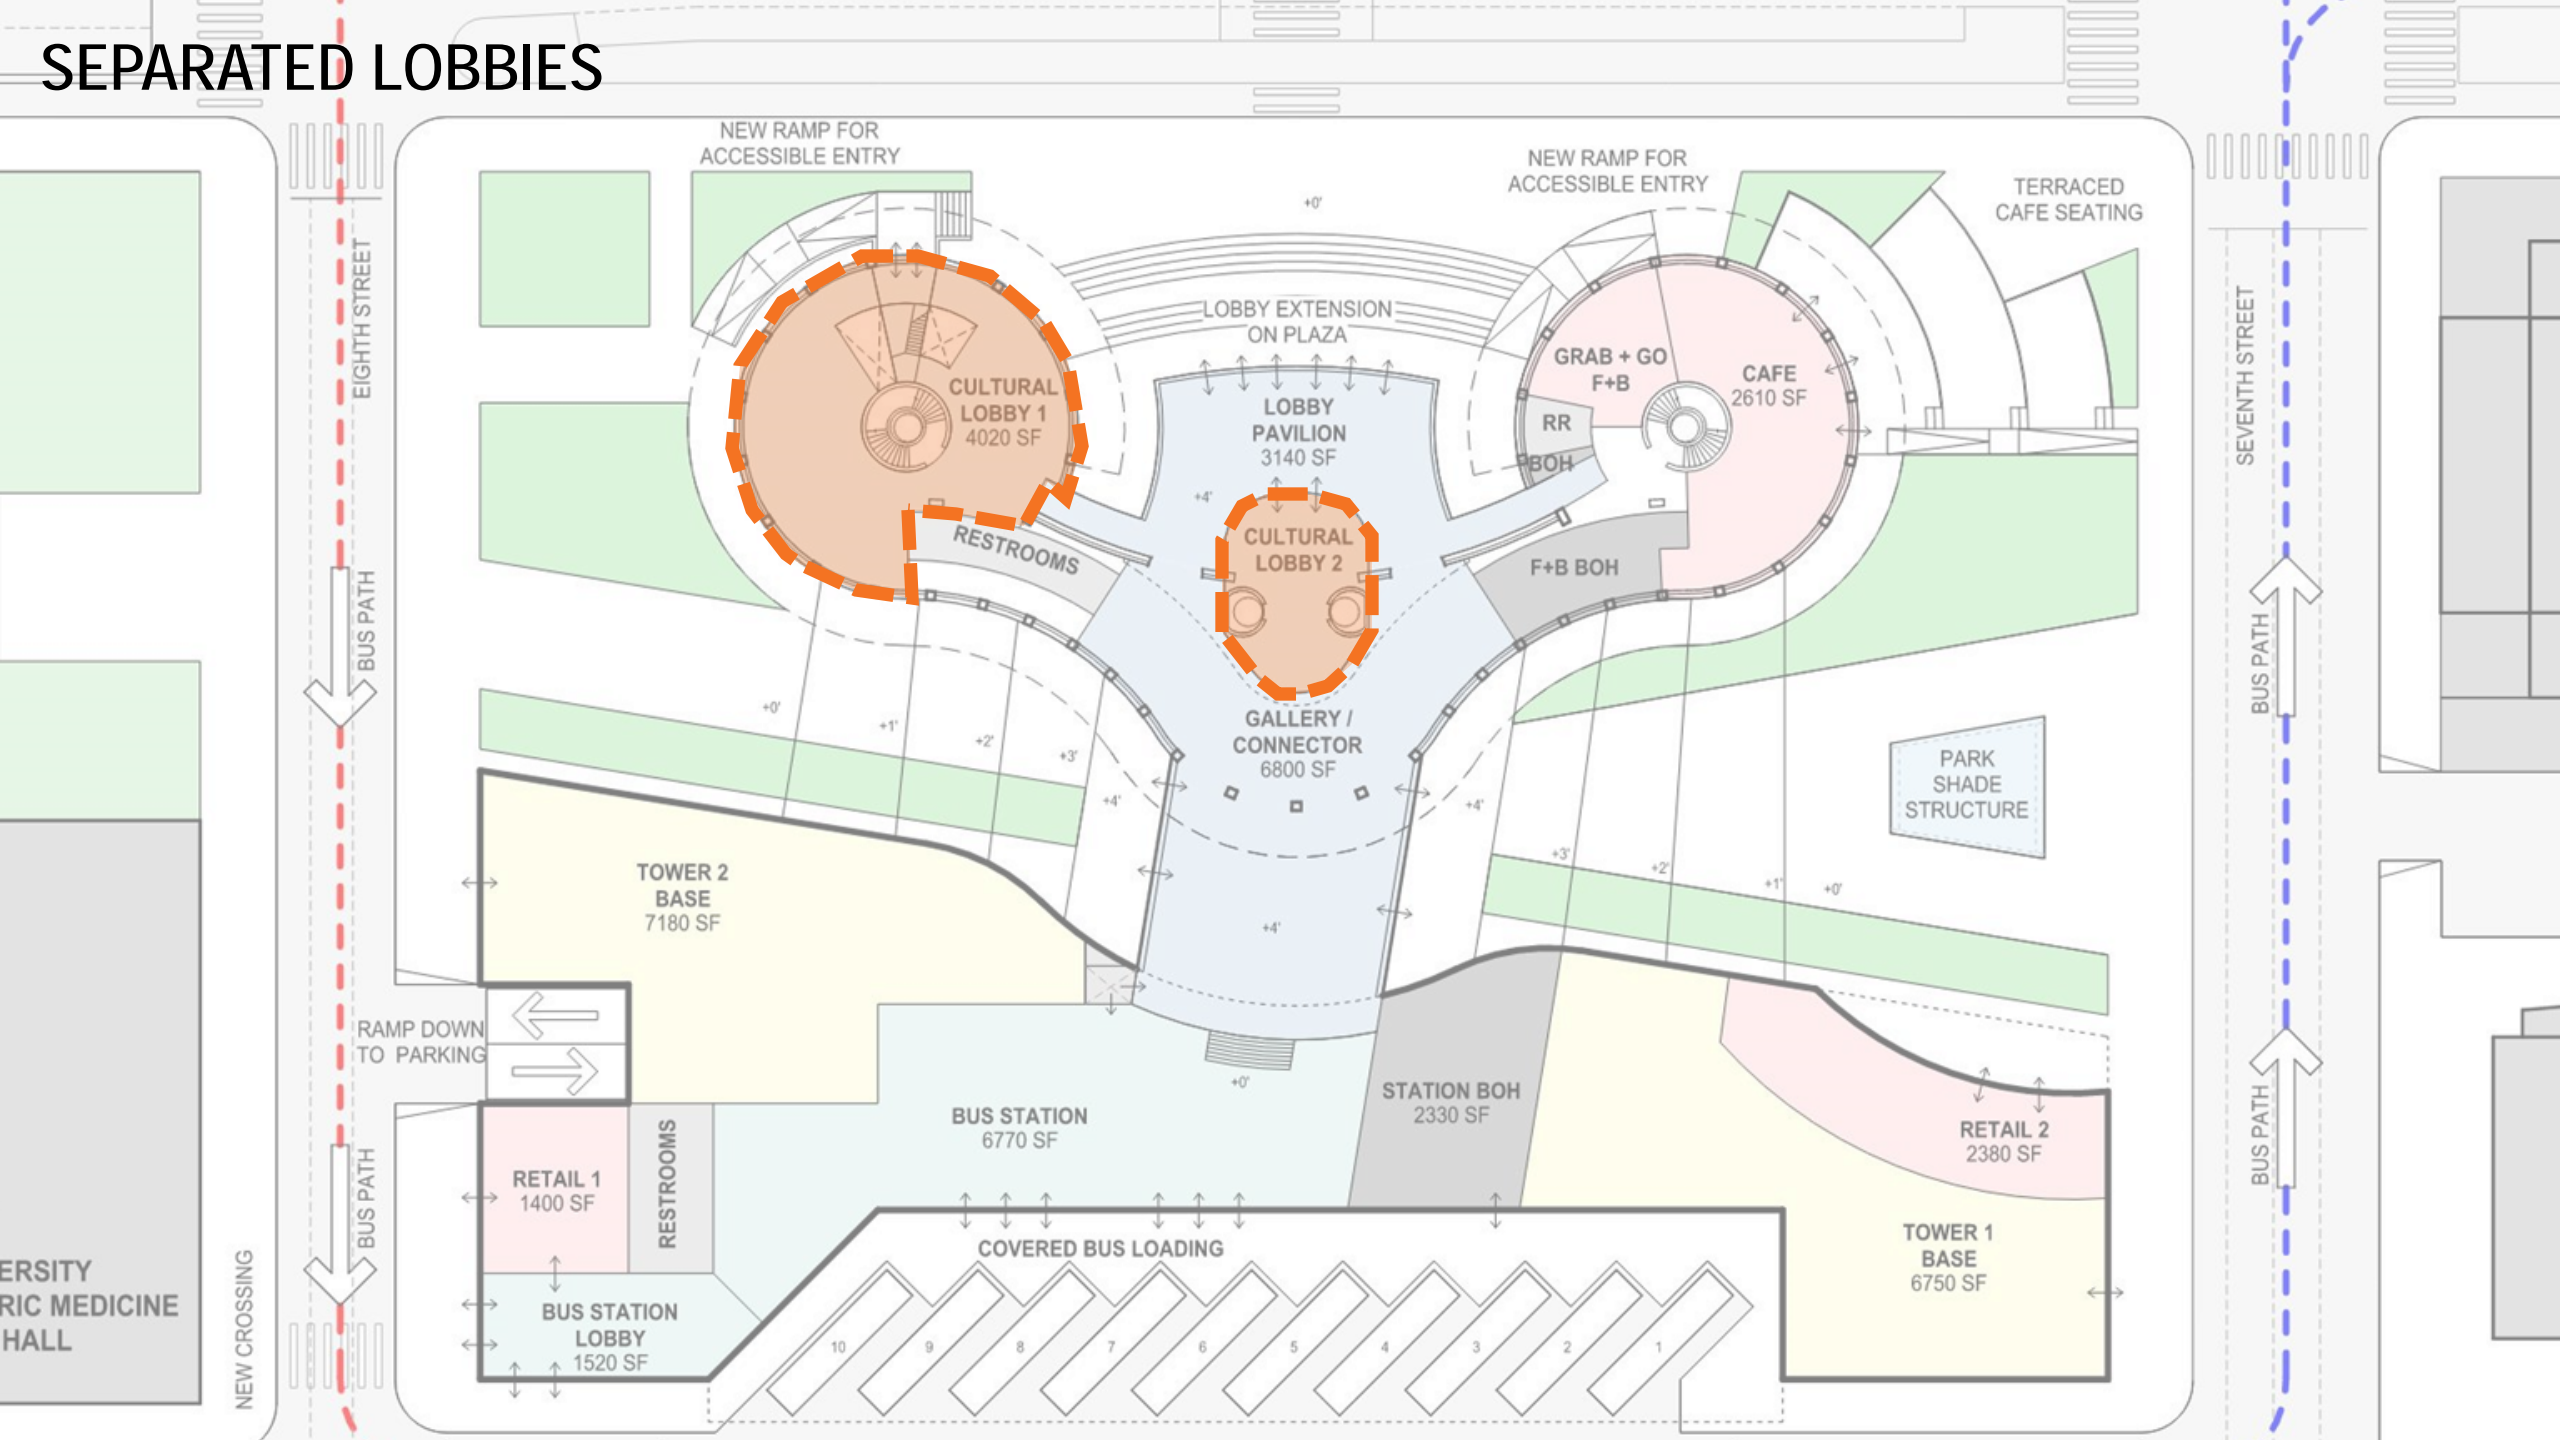 SEPARATED LOBBIES
NEW RAMP FOR
ACCESSIBLE ENTRY
NEW RAMP FOR
ACCESSIBLE ENTRY
TERRACED
CAFE SEATING
+0'
EIGHTH STREET
SEVENTH STREET
LOBBY EXTENSION
ON PLAZA
CULTURAL
LOBBY 1
4020 SF
LOBBY
PAVILION
3140 SF
GRAB + GO
F+B
CAFE
2610 SF
RR
BOH
+4'
RESTROOMS
CULTURAL
LOBBY 2
F+B BOH
BUS PATH
BUS PATH
+0'
+1'
+2'
+3'
+4'
GALLERY /
CONNECTOR
6800 SF
+4'
PARK
SHADE
STRUCTURE
+3'
+2'
+1'
+0'
TOWER 2
BASE
7180 SF
+4'
RAMP DOWN
TO PARKING
+0'
BUS STATION
6770 SF
STATION BOH
2330 SF
RETAIL 2
2380 SF
BUS PATH
BUS PATH
RETAIL 1
1400 SF
RESTROOMS
TOWER 1
BASE
6750 SF
COVERED BUS LOADING
ERSITY
RIC MEDICINE
HALL
NEW CROSSING
BUS STATION
LOBBY
1520 SF
10 9 8 7 6 5 4 3 2 1